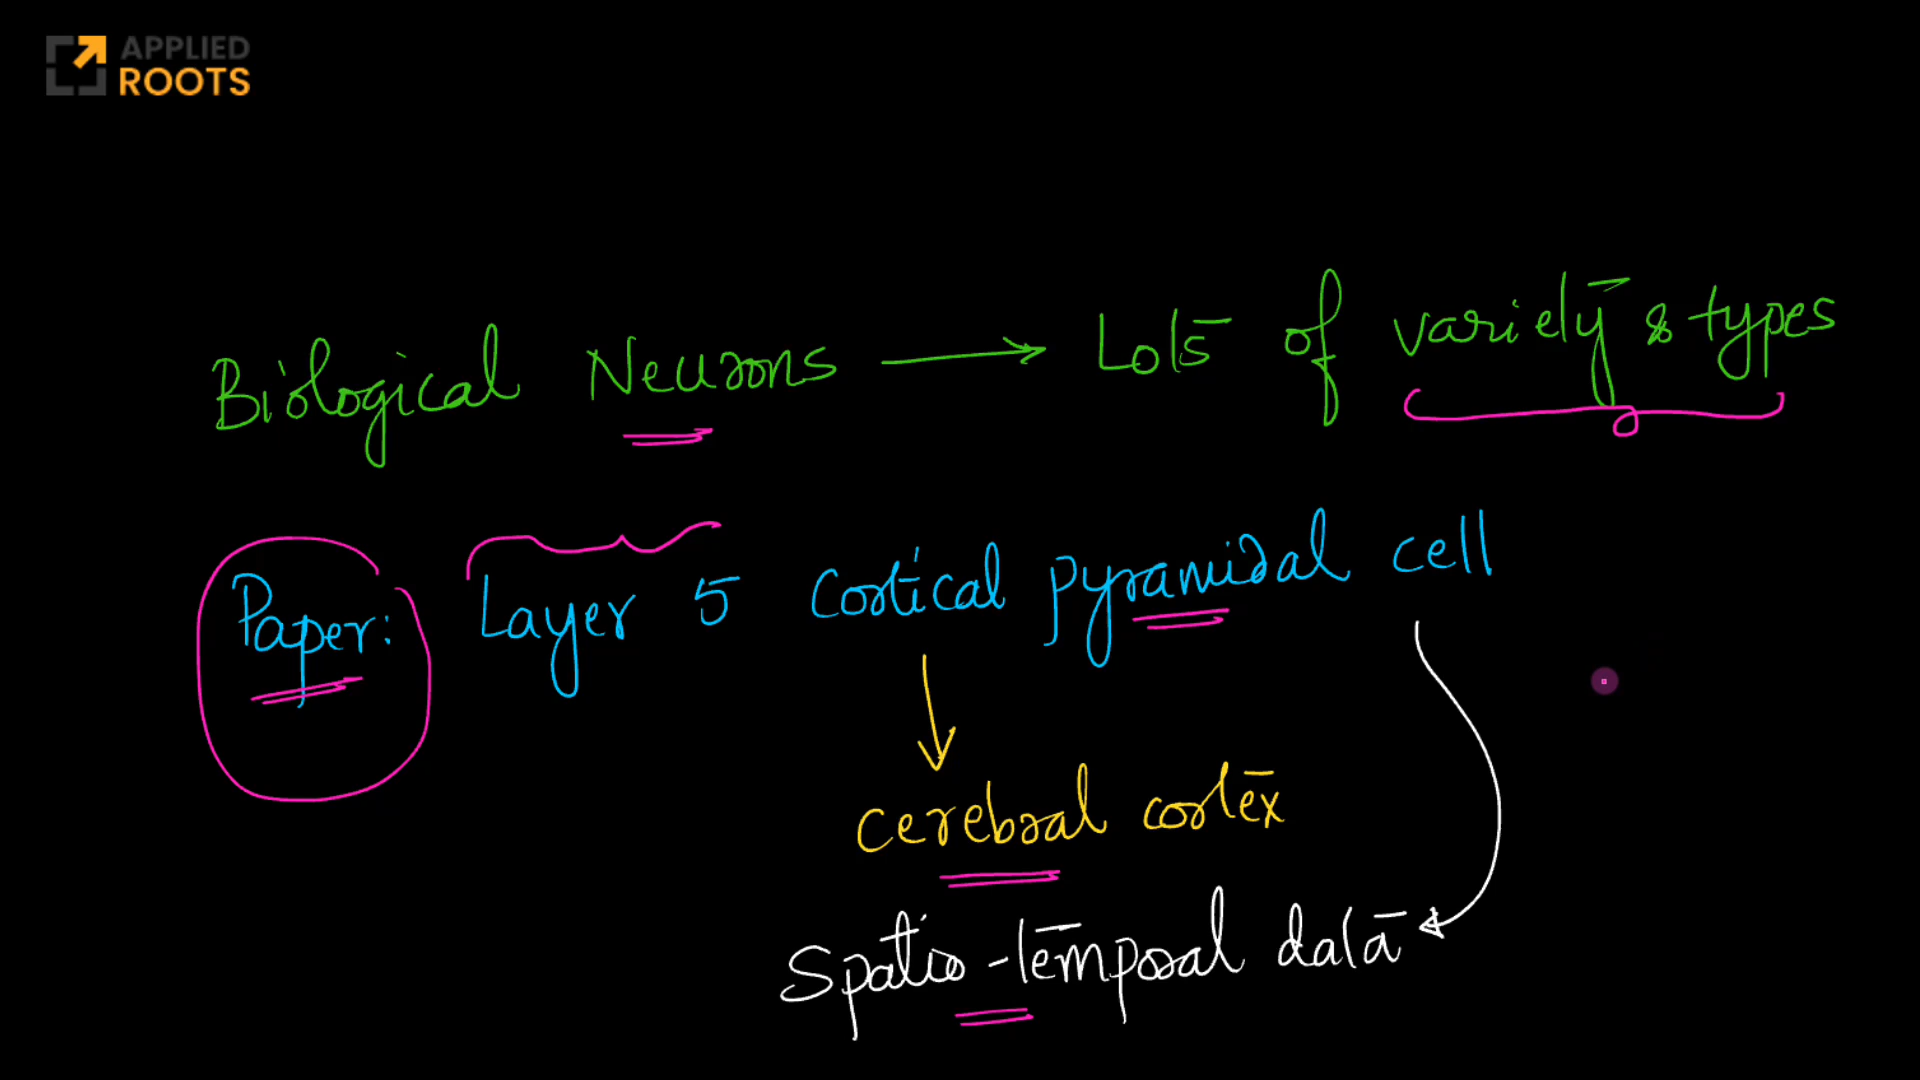 APPLIED
ROOTS
Biological Neurons → Lots of variety & types
Paper: Layer 5 Cortical pyramidal cell
cerebral cortex
Spatio-temporal data